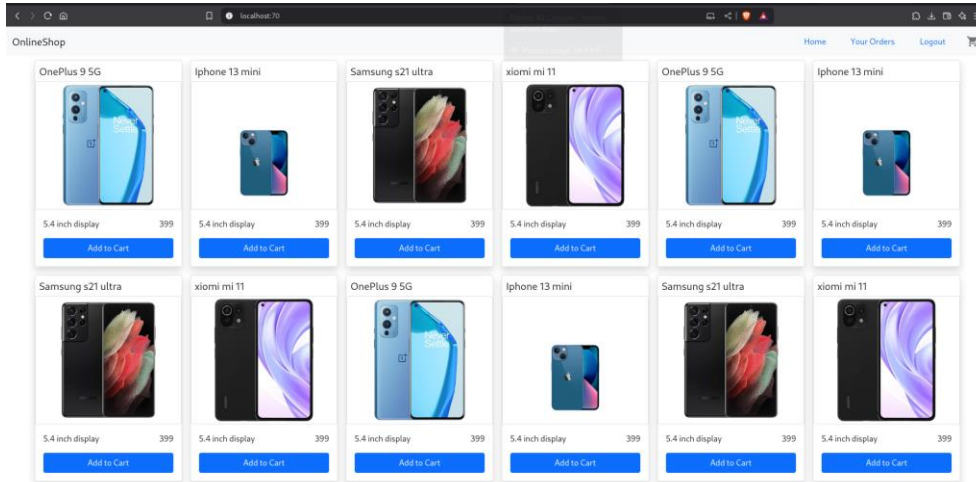 localhost:70
OnlineShop
Home Your Orders Logout
OnePlus 9 5G Iphone 13 mini Samsung s21 ultra xiomi mi 11 OnePlus 9 5G Iphone 13 mini
Never
Settle
Never
Settle
5.4 inch display 399 5.4 inch display 399 5.4 inch display 399 5.4 inch display 399 5.4 inch display 399 5.4 inch display 399
Add to Cart Add to Cart Add to Cart Add to Cart Add to Cart Add to Cart
Samsung s21 ultra xiomi mi 11 OnePlus 9 5G Iphone 13 mini Samsung s21 ultra xiomi mi 11
Never
Settle
5.4 inch display 399 5.4 inch display 399 5.4 inch display 399 5.4 inch display 399 5.4 inch display 399 5.4 inch display 399
Add to Cart Add to Cart Add to Cart Add to Cart Add to Cart Add to Cart